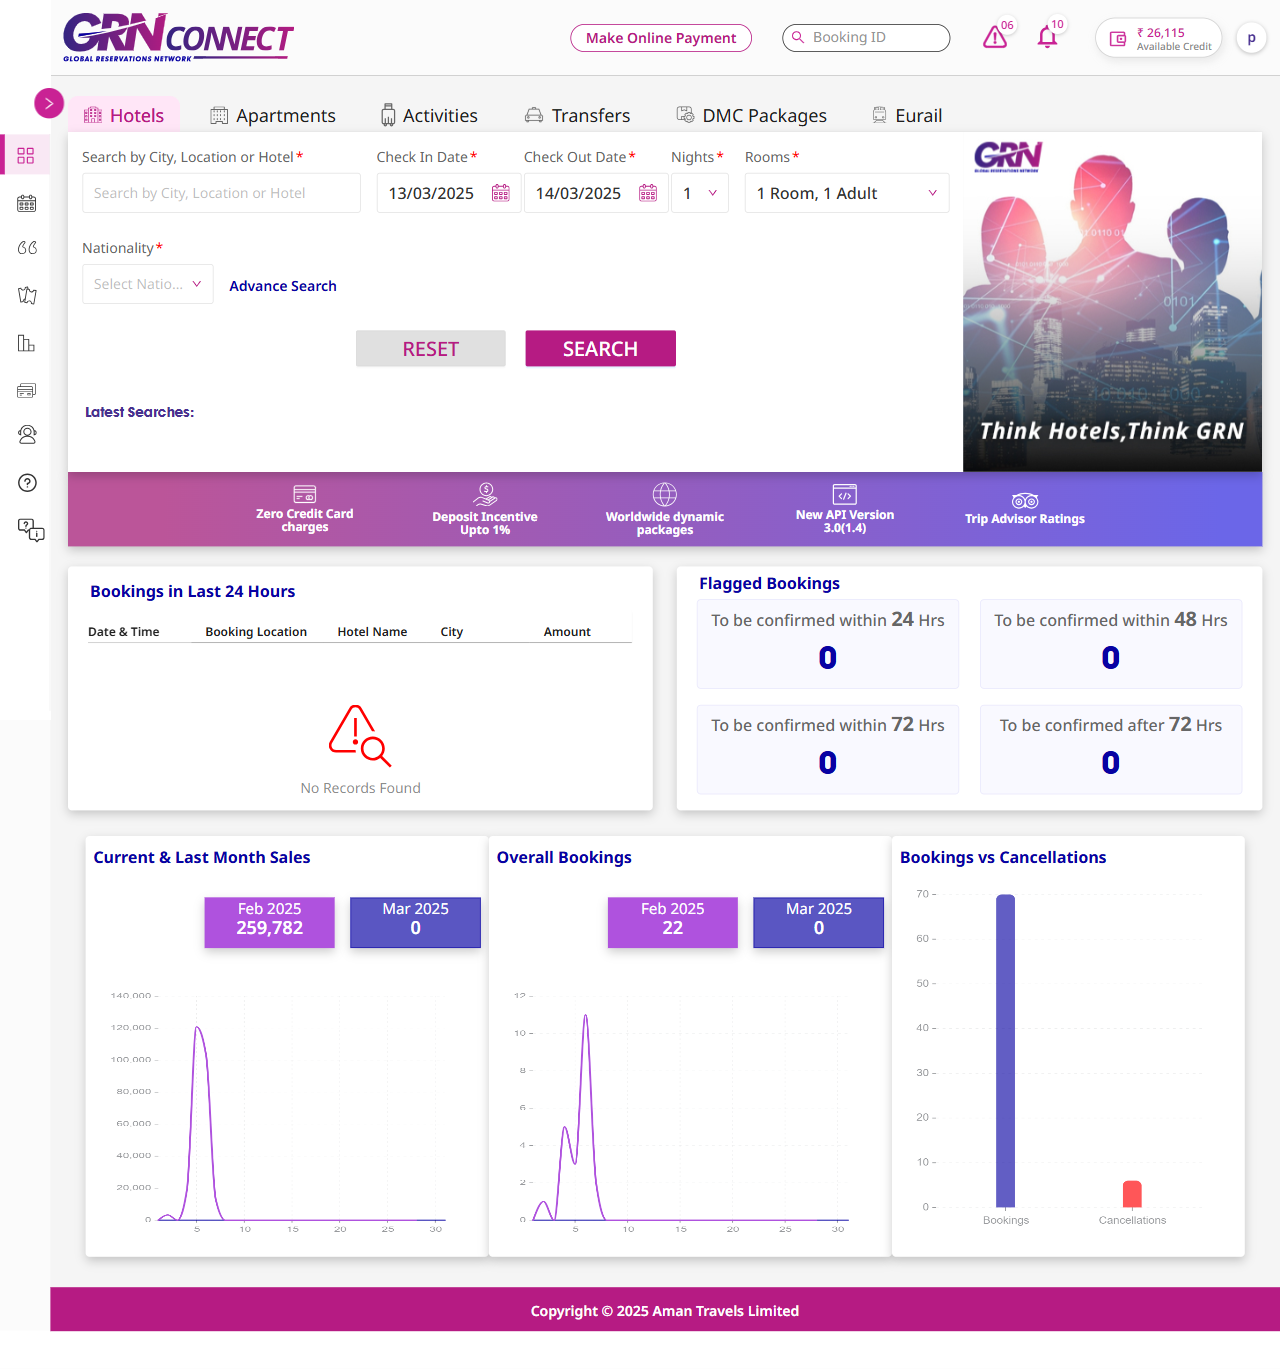 GRN CONNECT
GLOBAL RESERVATIONS NETWORK
Make Online Payment
Booking ID
06
10
₹ 26,115
Available Credit
p
Hotels
Apartments
Activities
Transfers
DMC Packages
Eurail
Search by City, Location or Hotel*
Check In Date*
Check Out Date*
Nights*
Rooms*
Search by City, Location or Hotel
13/03/2025
14/03/2025
1
1 Room, 1 Adult
Nationality*
Select Natio...
Advance Search
RESET
SEARCH
Latest Searches:
GRN
GLOBAL RESERVATIONS NETWORK
0101
Think Hotels,Think GRN
Zero Credit Card
charges
Deposit Incentive
Upto 1%
Worldwide dynamic
packages
New API Version
3.0(1.4)
Trip Advisor Ratings
Bookings in Last 24 Hours
Date & Time
Booking Location
Hotel Name
City
Amount
No Records Found
Flagged Bookings
To be confirmed within 24 Hrs
0
To be confirmed within 48 Hrs
0
To be confirmed within 72 Hrs
0
To be confirmed after 72 Hrs
0
Current & Last Month Sales
Feb 2025
259,782
Mar 2025
0
140,000
120,000
100,000
80,000
60,000
40,000
20,000
0
5
10
15
20
25
30
Overall Bookings
Feb 2025
22
Mar 2025
0
12
10
8
6
4
2
0
5
10
15
20
25
30
Bookings vs Cancellations
70
60
50
40
30
20
10
0
Bookings
Cancellations
Copyright © 2025 Aman Travels Limited